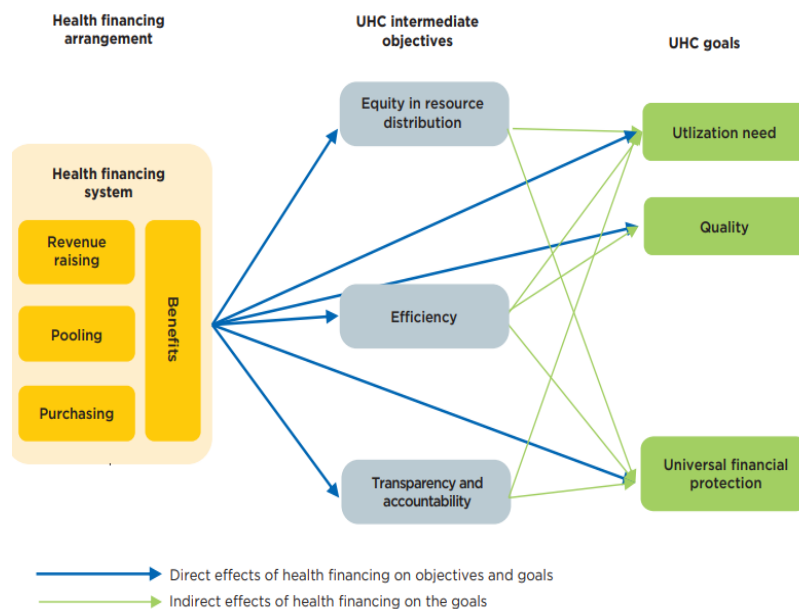 Health financing
arrangement
UHC intermediate
objectives
UHC goals
Health financing
system
Revenue
raising
Pooling
Purchasing
Benefits
Equity in resource
distribution
Efficiency
Transparency and
accountability
Utlization need
Quality
Universal financial
protection
Direct effects of health financing on objectives and goals
Indirect effects of health financing on the goals